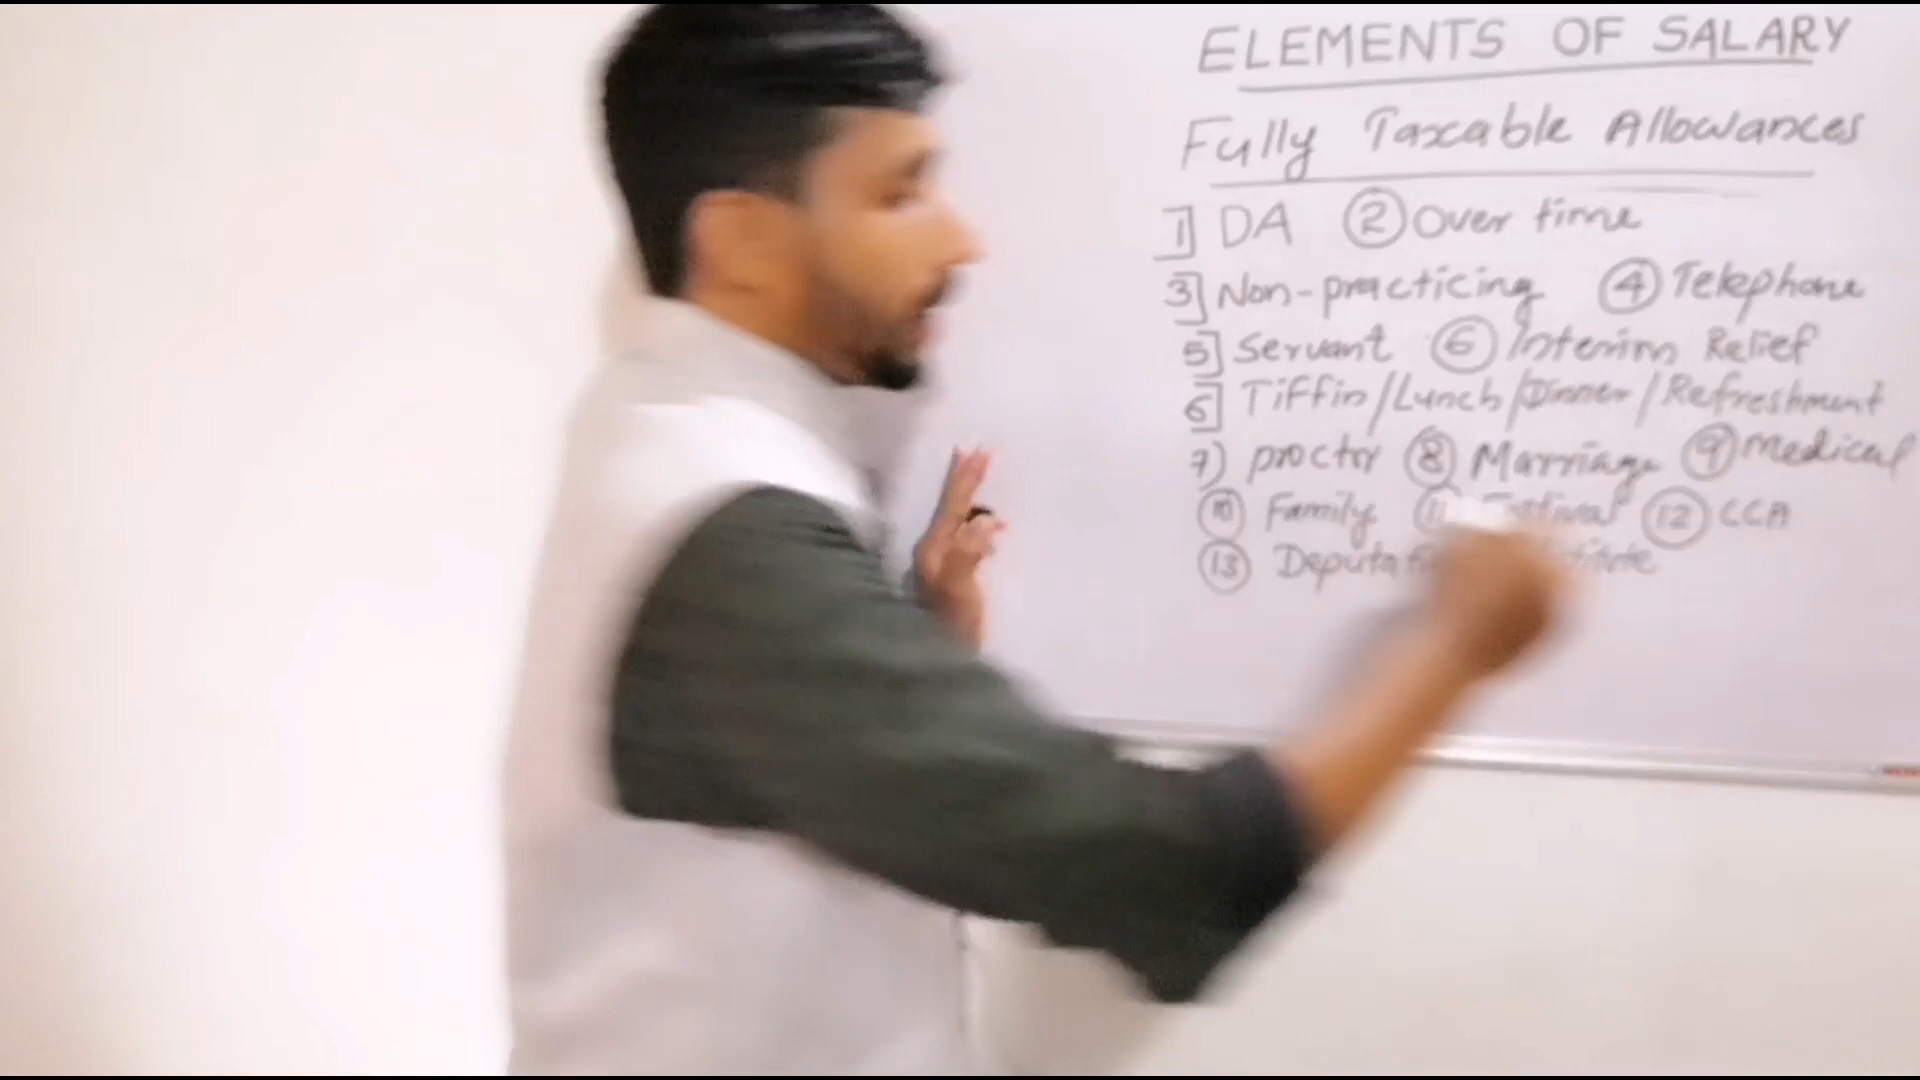 ELEMENTS OF SALARY
Fully Taxable Allowances
1] DA ② Over time
3] Non-practicing ④ Telephone
5] Servant ⑥ Interim Relief
6] Tiffin/Lunch/Dinner/Refreshment
7) proctor ⑧ Marriage ⑨ medical
⑩ Family ⑪ ⑫ CCA
⑬